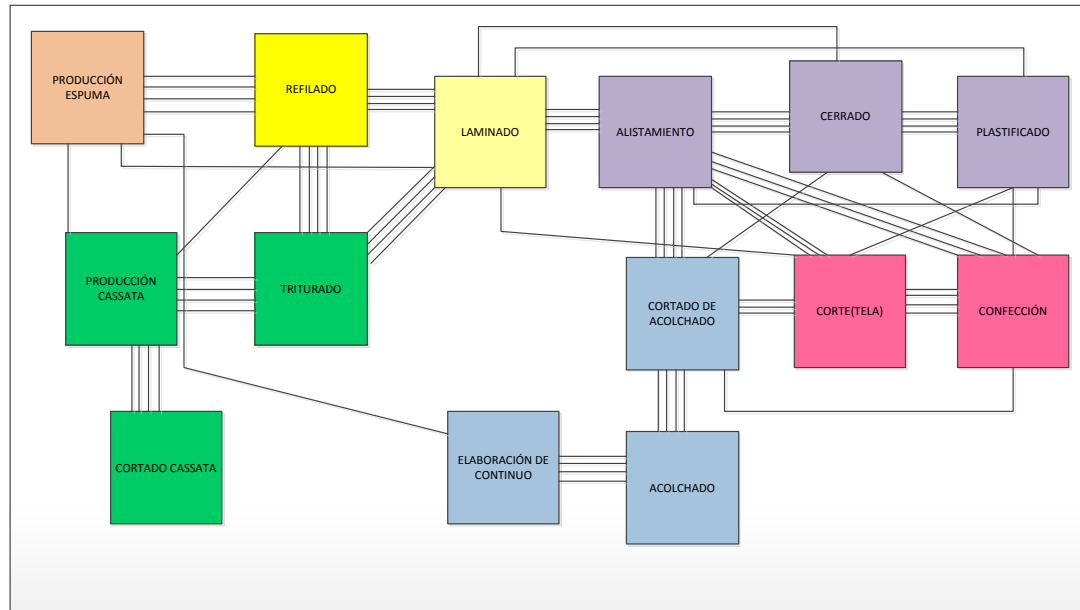 PRODUCCIÓN
ESPUMA
REFILADO
LAMINADO
ALISTAMIENTO
CERRADO
PLASTIFICADO
PRODUCCIÓN
CASSATA
TRITURADO
CORTADO DE
ACOLCHADO
CORTE(TELA)
CONFECCIÓN
CORTADO CASSATA
ELABORACIÓN DE
CONTINUO
ACOLCHADO